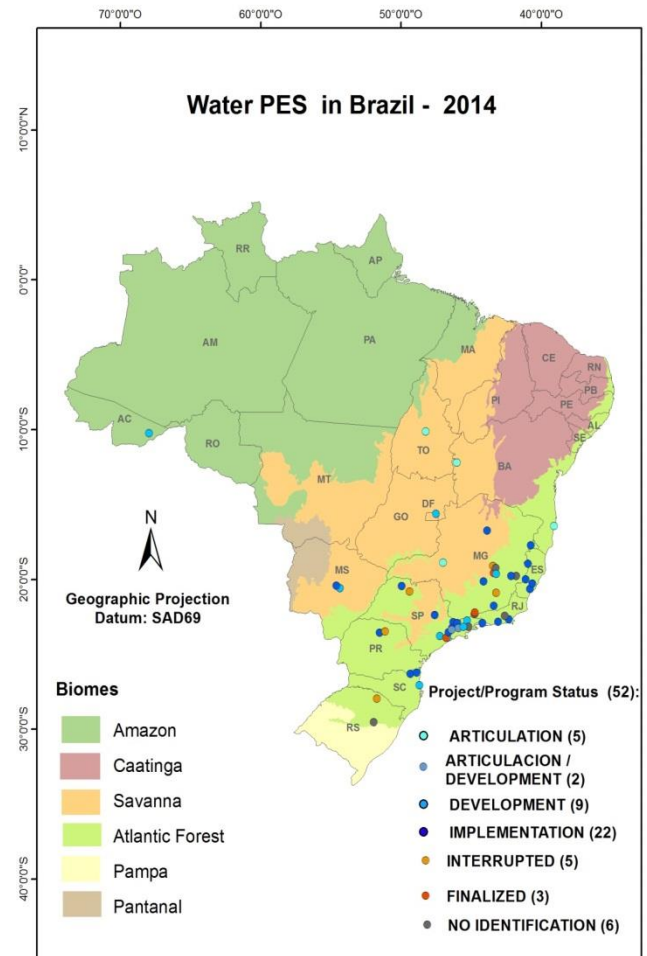 70°0'0"O 60°0'0"O 50°0'0"O 40°0'0"O
Water PES in Brazil - 2014
10°0'0"N
0°0'0"
10°0'0"S
20°0'0"S
30°0'0"S
40°0'0"S
RR
AP
AM
PA
MA
CE
RN
PB
PI
PE
AL
SE
AC
RO
TO
BA
MT
DF
GO
MG
ES
MS
SP
RJ
PR
SC
RS
N
Geographic Projection
Datum: SAD69
Biomes
Amazon
Caatinga
Savanna
Atlantic Forest
Pampa
Pantanal
Project/Program Status (52):
ARTICULATION (5)
ARTICULACION /
DEVELOPMENT (2)
DEVELOPMENT (9)
IMPLEMENTATION (22)
INTERRUPTED (5)
FINALIZED (3)
NO IDENTIFICATION (6)